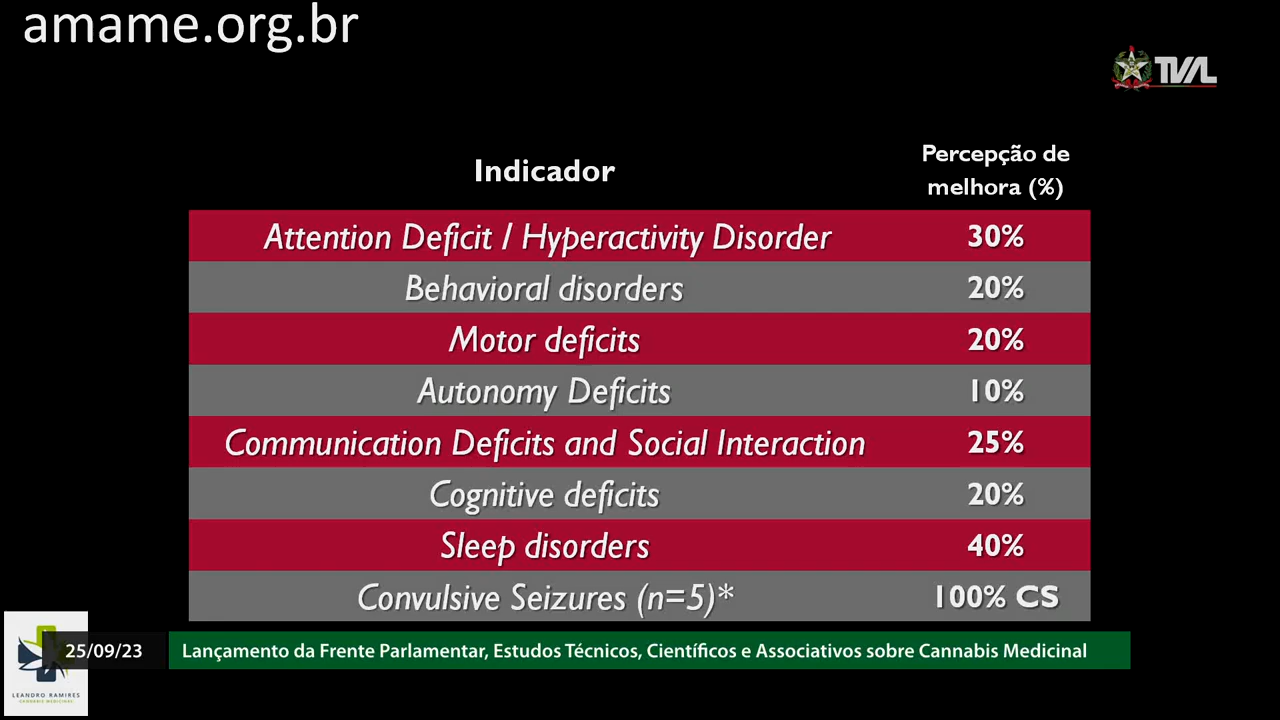 amame.org.br
TVAL
Indicador
Percepção de
melhora (%)
Attention Deficit / Hyperactivity Disorder 30%
Behavioral disorders 20%
Motor deficits 20%
Autonomy Deficits 10%
Communication Deficits and Social Interaction 25%
Cognitive deficits 20%
Sleep disorders 40%
Convulsive Seizures (n=5)* 100% CS
25/09/23 Lançamento da Frente Parlamentar, Estudos Técnicos, Científicos e Associativos sobre Cannabis Medicinal
LEANDRO RAMIRES
CANNABIS MEDICINAL